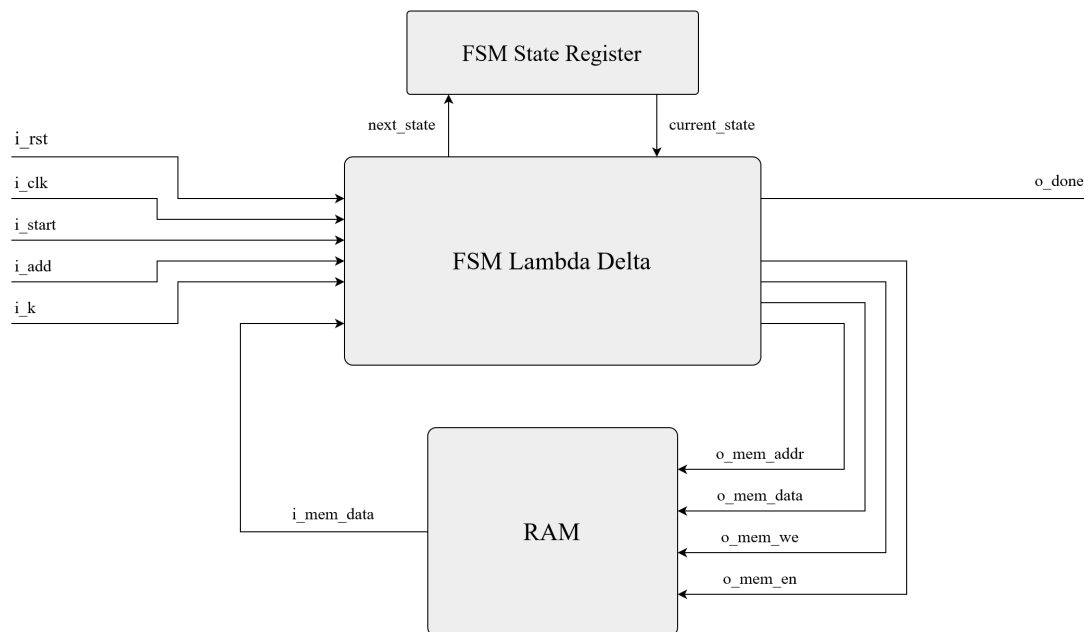 FSM State Register
next_state
current_state
i_rst
i_clk
i_start
i_add
i_k
o_done
FSM Lambda Delta
o_mem_addr
o_mem_data
i_mem_data
RAM
o_mem_we
o_mem_en